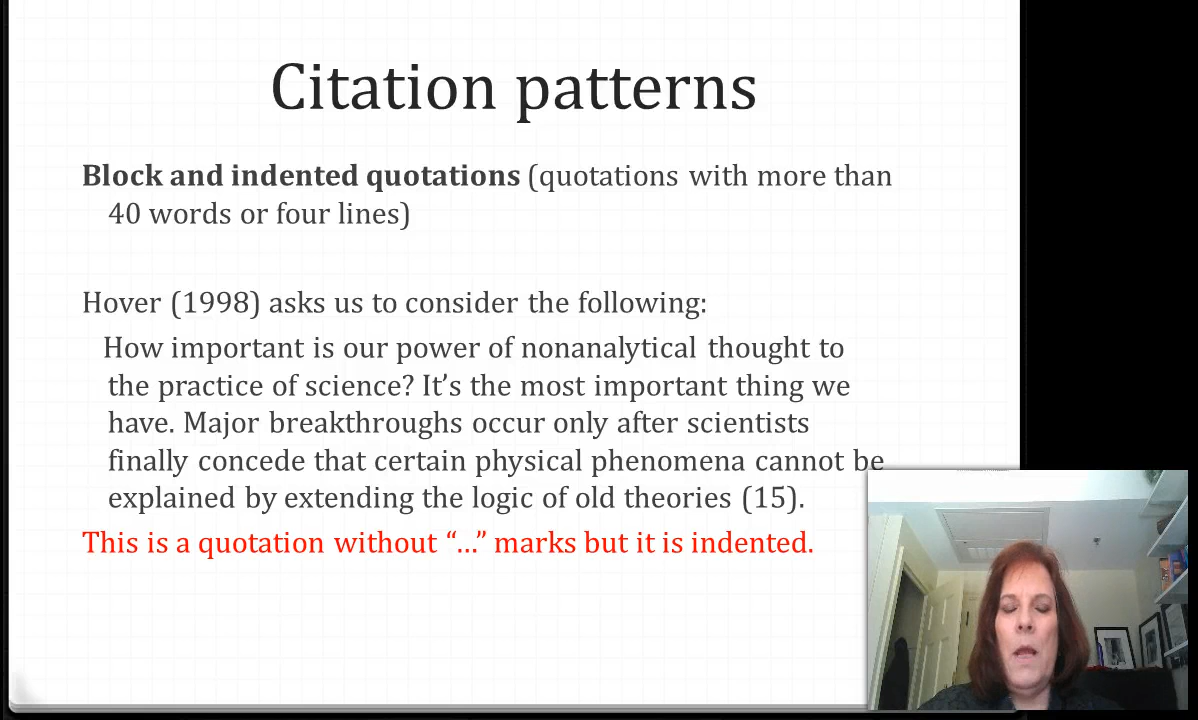 Citation patterns
Block and indented quotations (quotations with more than
40 words or four lines)
Hover (1998) asks us to consider the following:
How important is our power of nonanalytical thought to
the practice of science? It’s the most important thing we
have. Major breakthroughs occur only after scientists
finally concede that certain physical phenomena cannot be
explained by extending the logic of old theories (15).
This is a quotation without “…” marks but it is indented.